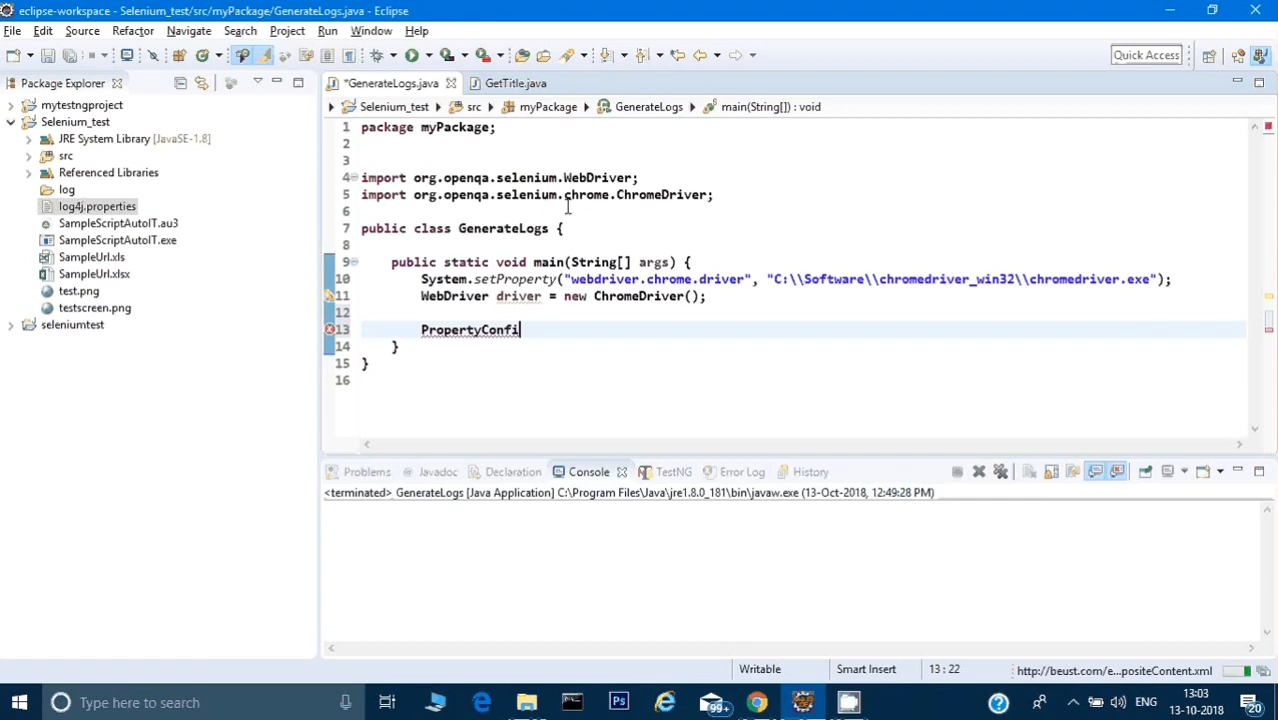 eclipse-workspace - Selenium_test/src/myPackage/GenerateLogs.java - Eclipse
File Edit Source Refactor Navigate Search Project Run Window Help
Quick Access
Package Explorer
*GenerateLogs.java GetTitle.java
mytestngproject
Selenium_test
JRE System Library [JavaSE-1.8]
src
Referenced Libraries
log
log4j.properties
SampleScriptAutoIT.au3
SampleScriptAutoIT.exe
SampleUrl.xls
SampleUrl.xlsx
test.png
testscreen.png
seleniumtest
Selenium_test src myPackage GenerateLogs main(String[]) : void
1 package myPackage;
2
3
4 import org.openqa.selenium.WebDriver;
5 import org.openqa.selenium.chrome.ChromeDriver;
6
7 public class GenerateLogs {
8
9 public static void main(String[] args) {
10 System.setProperty("webdriver.chrome.driver", "C:\\Software\\chromedriver_win32\\chromedriver.exe");
11 WebDriver driver = new ChromeDriver();
12
13 PropertyConfi
14 }
15 }
16
Problems Javadoc Declaration Console TestNG Error Log History
<terminated> GenerateLogs [Java Application] C:\Program Files\Java\jre1.8.0_181\bin\javaw.exe (13-Oct-2018, 12:49:28 PM)
Writable Smart Insert 13 : 22 http://beust.com/e...positeContent.xml
Type here to search
99+
ENG
13:03
13-10-2018
20